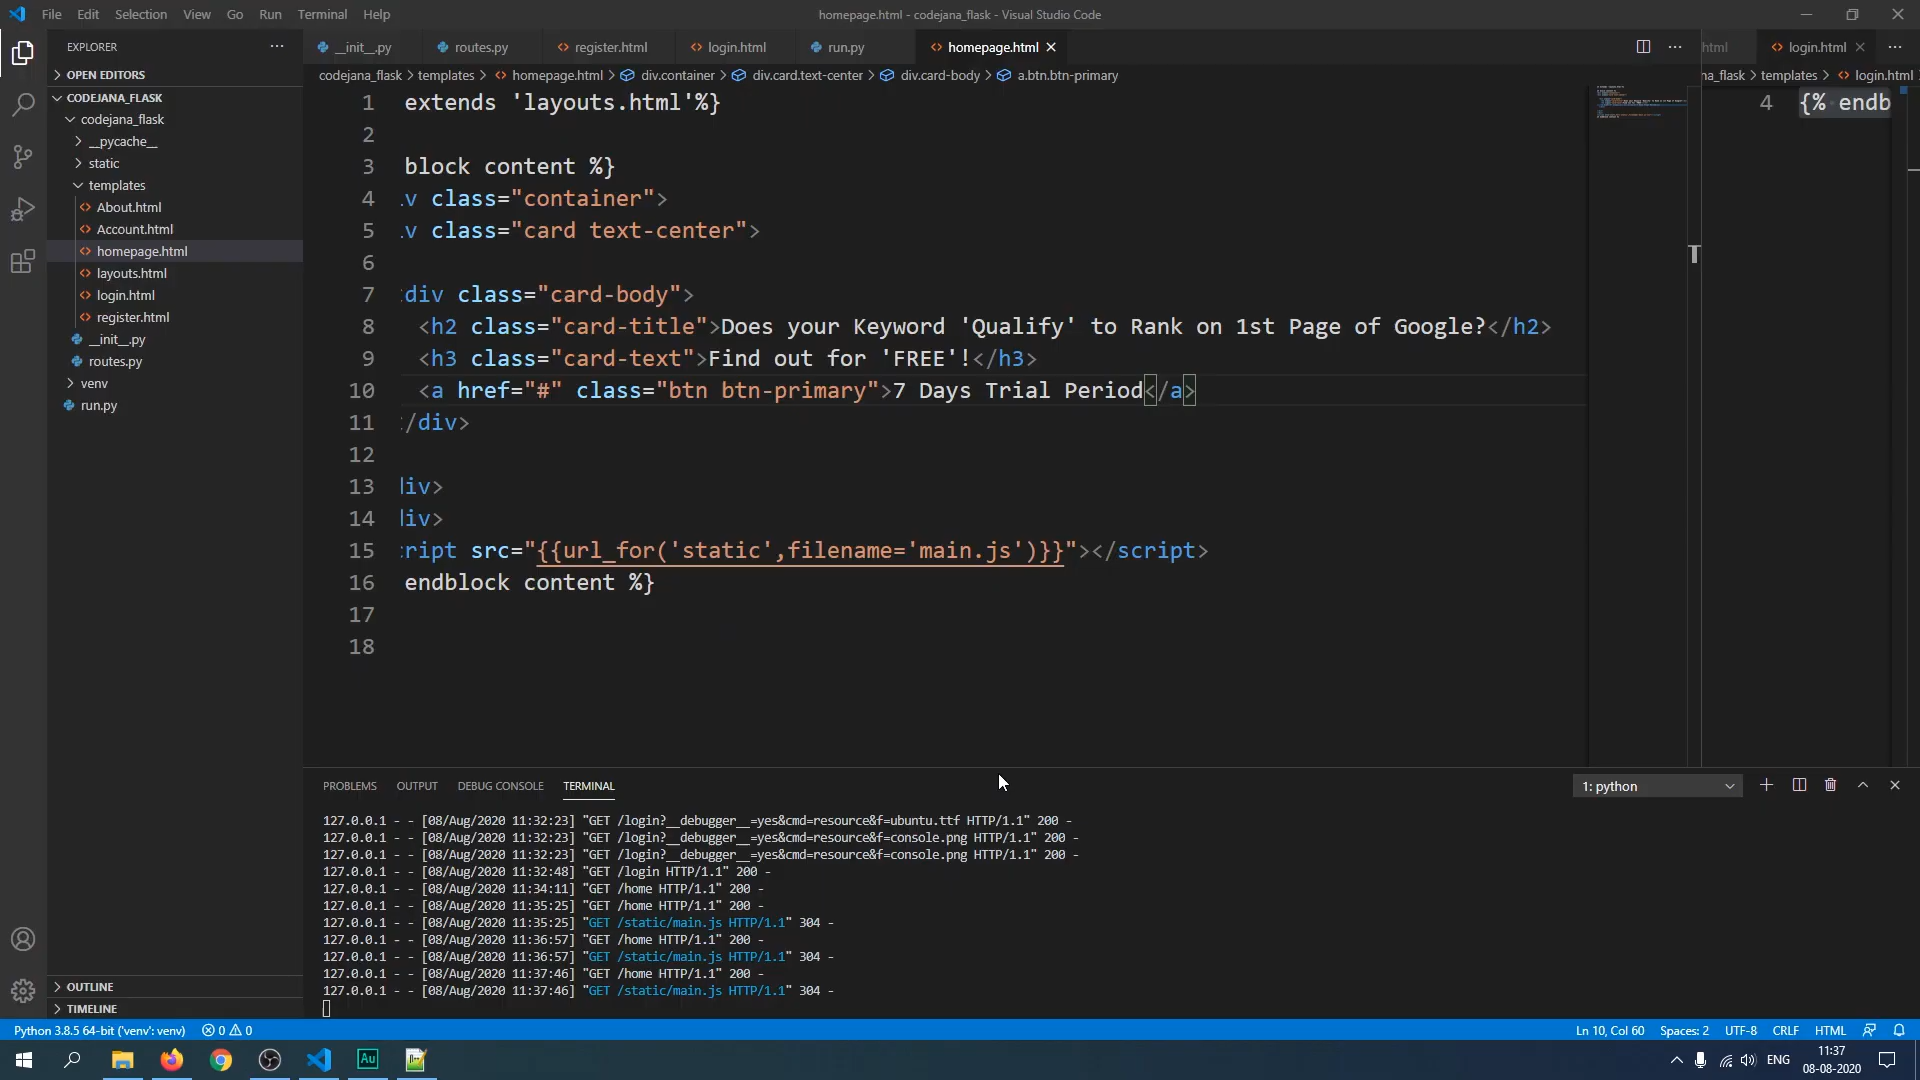 File Edit Selection View Go Run Terminal Help
homepage.html - codejana_flask - Visual Studio Code
EXPLORER
OPEN EDITORS
CODEJANA_FLASK
codejana_flask
__pycache__
static
templates
About.html
Account.html
homepage.html
layouts.html
login.html
register.html
__init__.py
routes.py
venv
run.py
OUTLINE
TIMELINE
__init__.py routes.py register.html login.html run.py homepage.html
codejana_flask > templates > homepage.html > div.container > div.card.text-center > div.card-body > a.btn.btn-primary
1 extends 'layouts.html'%}
2
3 block content %}
4 v class="container">
5 v class="card text-center">
6
7 div class="card-body">
8 <h2 class="card-title">Does your Keyword 'Qualify' to Rank on 1st Page of Google?</h2>
9 <h3 class="card-text">Find out for 'FREE'!</h3>
10 <a href="#" class="btn btn-primary">7 Days Trial Period</a>
11 /div>
12
13 iv>
14 iv>
15 ript src="{{url_for('static',filename='main.js')}}"></script>
16 endblock content %}
17
18
html login.html
na_flask > templates > login.html
4 {% endb
PROBLEMS OUTPUT DEBUG CONSOLE TERMINAL
1: python
127.0.0.1 - - [08/Aug/2020 11:32:23] "GET /login?__debugger__=yes&cmd=resource&f=ubuntu.ttf HTTP/1.1" 200 -
127.0.0.1 - - [08/Aug/2020 11:32:23] "GET /login?__debugger__=yes&cmd=resource&f=console.png HTTP/1.1" 200 -
127.0.0.1 - - [08/Aug/2020 11:32:23] "GET /login?__debugger__=yes&cmd=resource&f=console.png HTTP/1.1" 200 -
127.0.0.1 - - [08/Aug/2020 11:32:48] "GET /login HTTP/1.1" 200 -
127.0.0.1 - - [08/Aug/2020 11:34:11] "GET /home HTTP/1.1" 200 -
127.0.0.1 - - [08/Aug/2020 11:35:25] "GET /home HTTP/1.1" 200 -
127.0.0.1 - - [08/Aug/2020 11:35:25] "GET /static/main.js HTTP/1.1" 304 -
127.0.0.1 - - [08/Aug/2020 11:36:57] "GET /home HTTP/1.1" 200 -
127.0.0.1 - - [08/Aug/2020 11:36:57] "GET /static/main.js HTTP/1.1" 304 -
127.0.0.1 - - [08/Aug/2020 11:37:46] "GET /home HTTP/1.1" 200 -
127.0.0.1 - - [08/Aug/2020 11:37:46] "GET /static/main.js HTTP/1.1" 304 -
Python 3.8.5 64-bit ('venv': venv) 0 0
Ln 10, Col 60 Spaces: 2 UTF-8 CRLF HTML
Au
ENG
11:37
08-08-2020